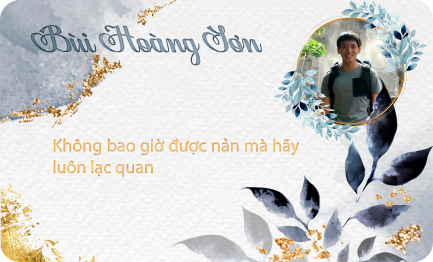 Bùi Hoàng Sơn
Không bao giờ được nản mà hãy
luôn lạc quan